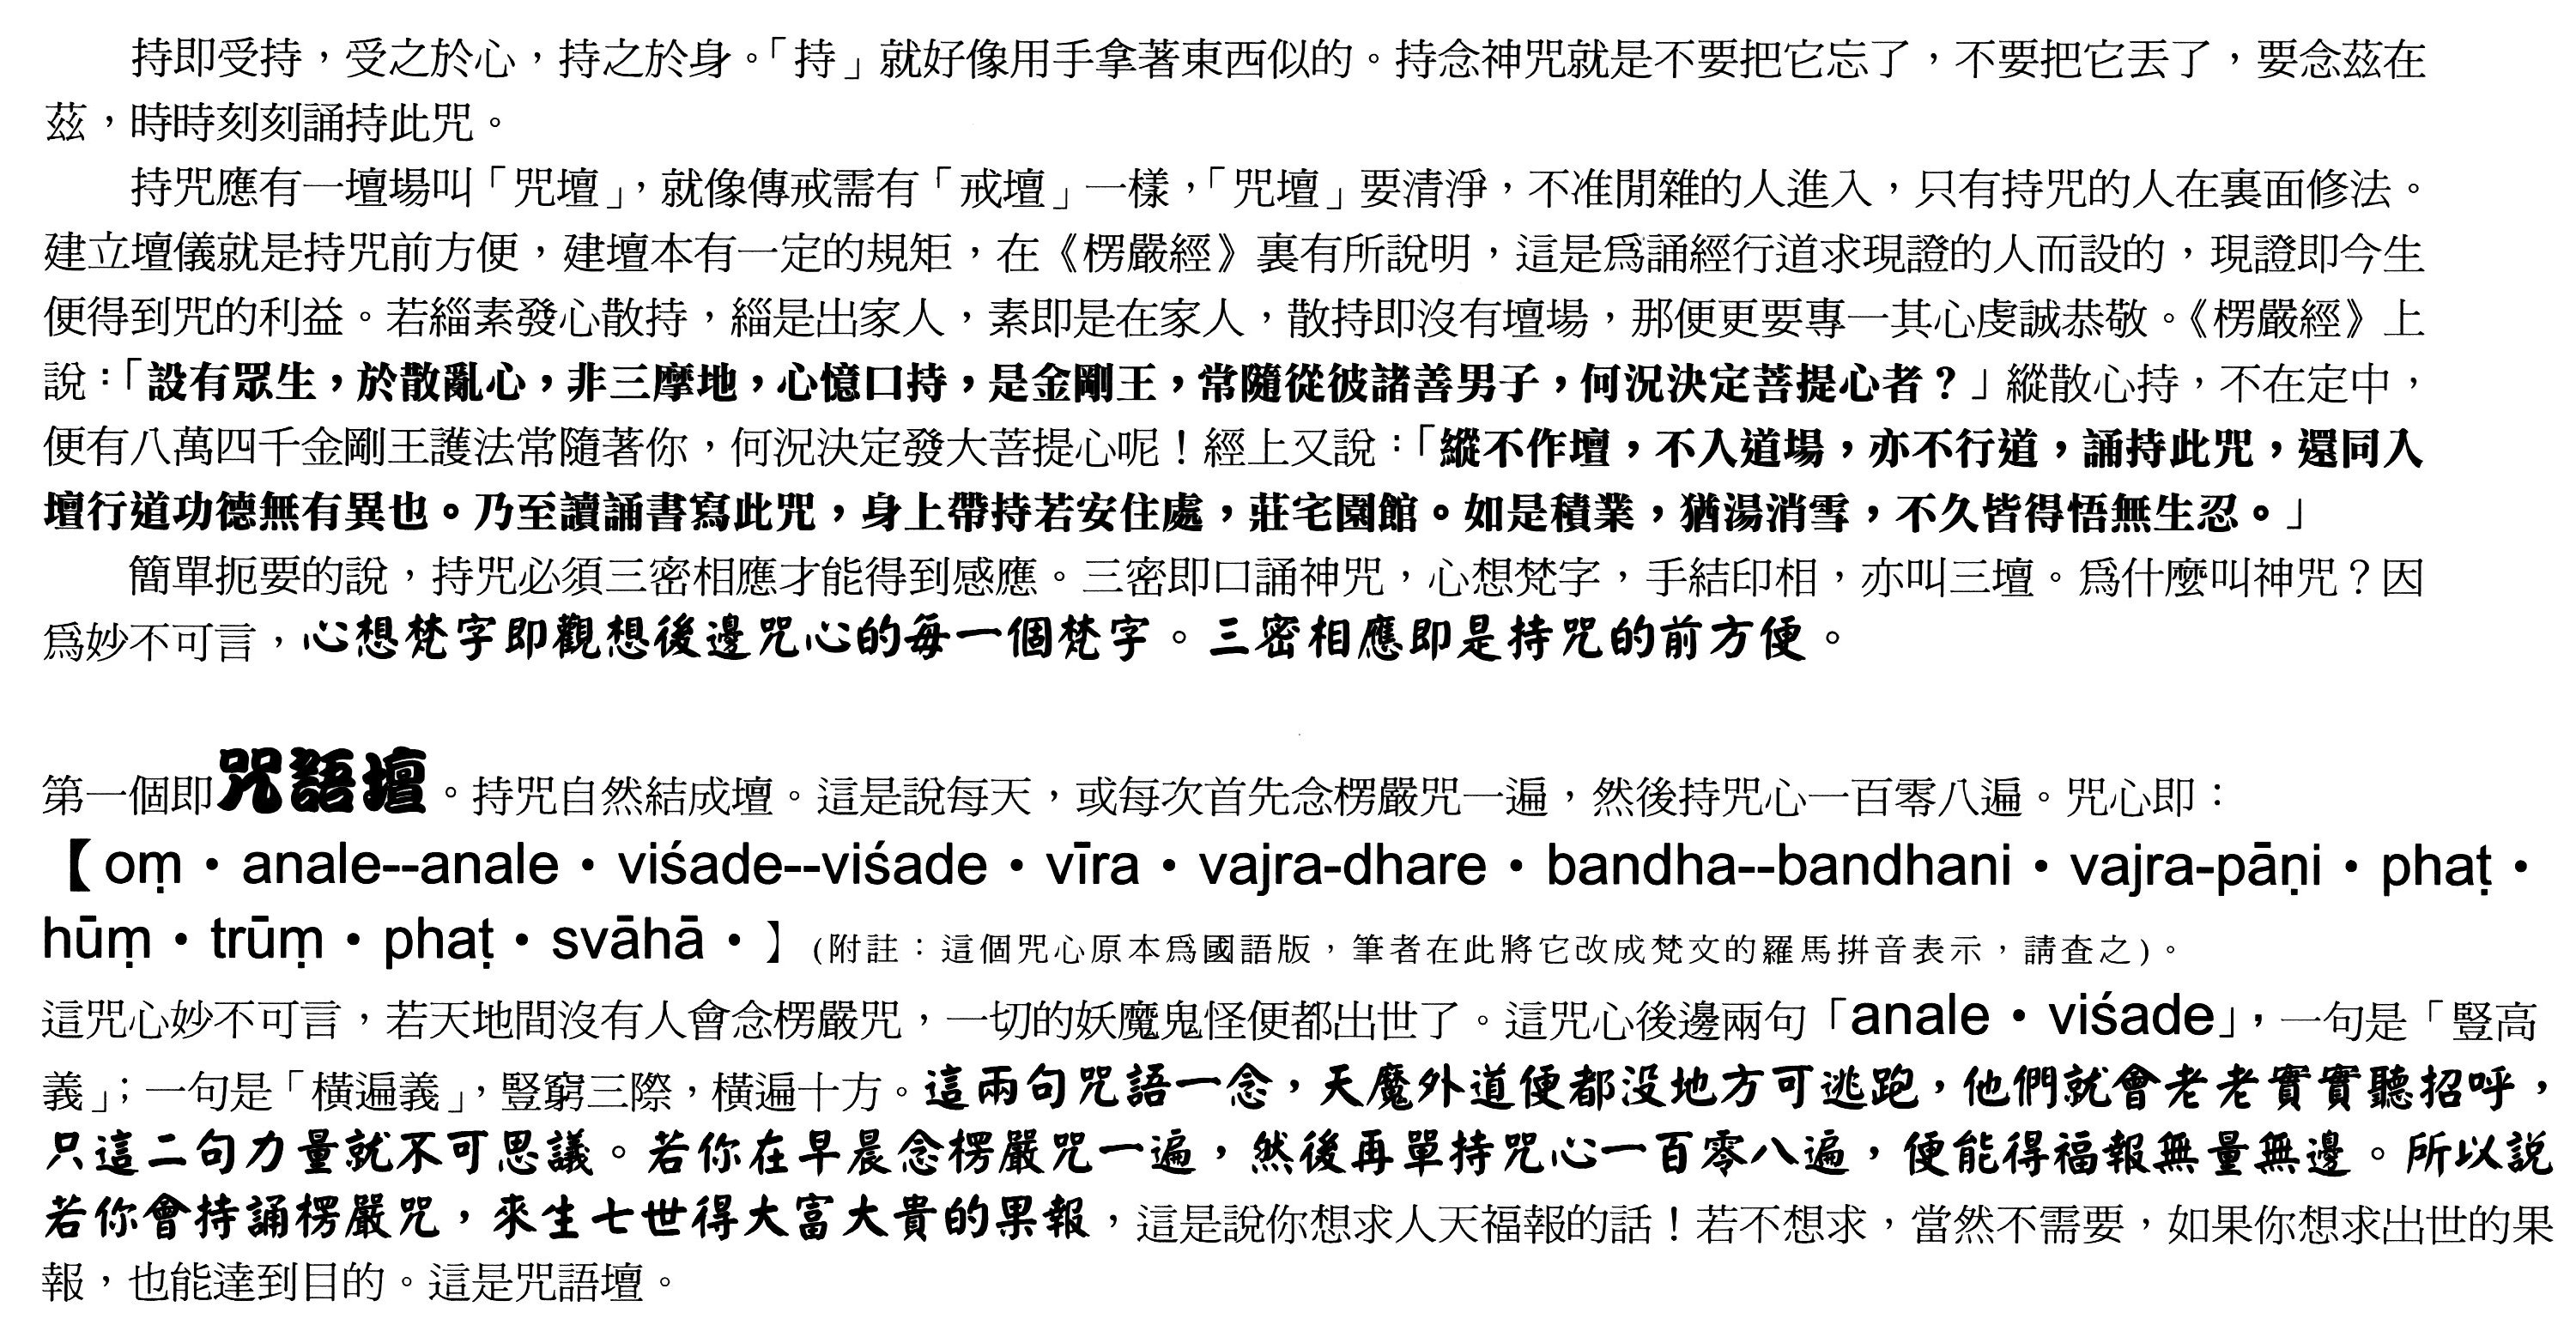 持即受持，受之於心，持之於身。「持」就好像用手拿著東西似的。持念神咒就是不要把它忘了，不要把它丟了，要念茲在
茲，時時刻刻誦持此咒。
持咒應有一壇場叫「咒壇」，就像傳戒需有「戒壇」一樣，「咒壇」要清淨，不准閒雜的人進入，只有持咒的人在裏面修法。
建立壇儀就是持咒前方便，建壇本有一定的規矩，在《楞嚴經》裏有所說明，這是爲誦經行道求現證的人而設的，現證即今生
便得到咒的利益。若緇素發心散持，緇是出家人，素即是在家人，散持即沒有壇場，那便更要專一其心虔誠恭敬。《楞嚴經》上
說：「設有眾生，於散亂心，非三摩地，心憶口持，是金剛王，常隨從彼諸善男子，何況決定菩提心者？」縱散心持，不在定中，
便有八萬四千金剛王護法常隨著你，何況決定發大菩提心呢！經上又說：「縱不作壇，不入道場，亦不行道，誦持此咒，還同入
壇行道功德無有異也。乃至讀誦書寫此咒，身上帶持若安住處，莊宅園館。如是積業，猶湯消雪，不久皆得悟無生忍。」
簡單扼要的說，持咒必須三密相應才能得到感應。三密即口誦神咒，心想梵字，手結印相，亦叫三壇。爲什麼叫神咒？因
爲妙不可言，心想梵字即觀想後邊咒心的每一個梵字。三密相應即是持咒的前方便。
第一個即咒語壇。持咒自然結成壇。這是說每天，或每次首先念楞嚴咒一遍，然後持咒心一百零八遍。咒心即：
【oṃ・anale--anale・viśade--viśade・vīra・vajra-dhare・bandha--bandhani・vajra-pāṇi・phaṭ・
hūṃ・trūṃ・phaṭ・svāhā・】(附註：這個咒心原本爲國語版，筆者在此將它改成梵文的羅馬拼音表示，請查之)。
這咒心妙不可言，若天地間沒有人會念楞嚴咒，一切的妖魔鬼怪便都出世了。這咒心後邊兩句「anale・viśade」，一句是「豎高
義」；一句是「橫遍義」，豎窮三際，橫遍十方。這兩句咒語一念，天魔外道便都没地方可逃跑，他們就會老老實實聽招呼，
只這二句力量就不可思議。若你在早晨念楞嚴咒一遍，然後再單持咒心一百零八遍，便能得福報無量無邊。所以說
若你會持誦楞嚴咒，來生七世得大富大貴的果報，這是說你想求人天福報的話！若不想求，當然不需要，如果你想求出世的果
報，也能達到目的。這是咒語壇。